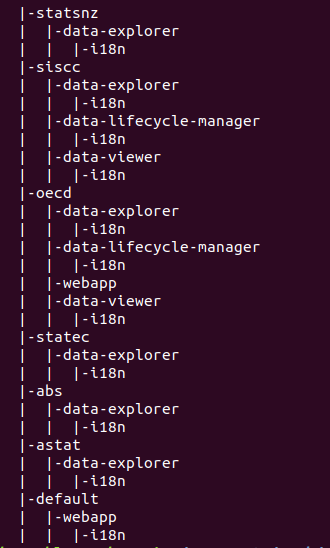 |-statsnz
|  |-data-explorer
|  |  |-i18n
|-siscc
|  |-data-explorer
|  |  |-i18n
|  |-data-lifecycle-manager
|  |  |-i18n
|  |-data-viewer
|  |  |-i18n
|-oecd
|  |-data-explorer
|  |  |-i18n
|  |-data-lifecycle-manager
|  |  |-i18n
|  |-webapp
|  |-data-viewer
|  |  |-i18n
|-statec
|  |-data-explorer
|  |  |-i18n
|-abs
|  |-data-explorer
|  |  |-i18n
|-astat
|  |-data-explorer
|  |  |-i18n
|-default
|  |-webapp
|  |  |-i18n